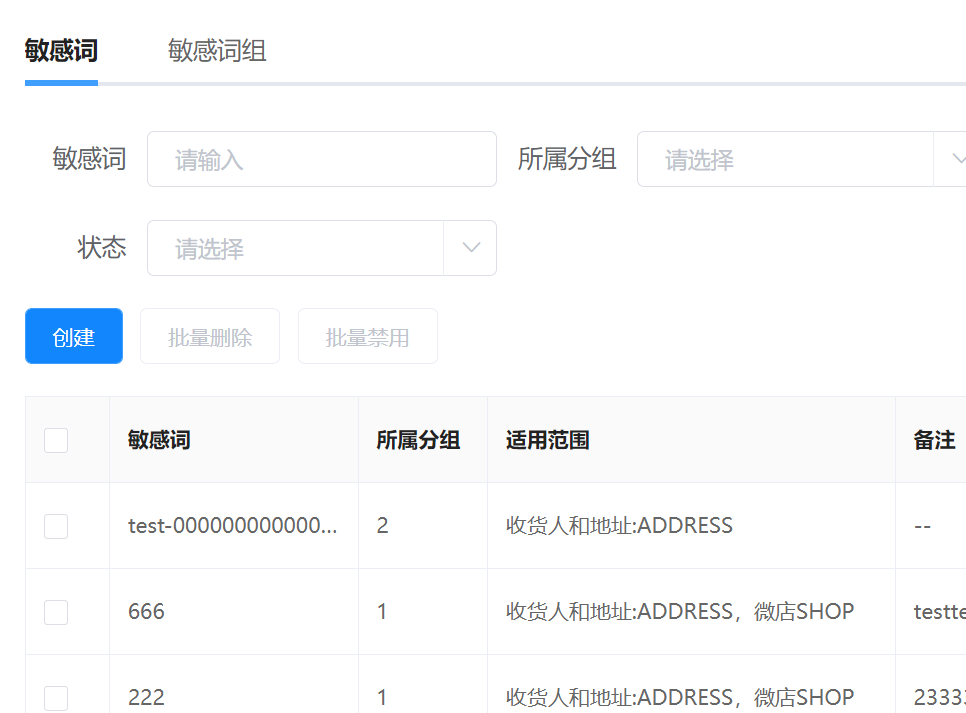 敏感词 敏感词组
敏感词 请输入 所属分组 请选择
状态 请选择
创建 批量删除 批量禁用
敏感词 所属分组 适用范围 备注
test-000000000000... 2 收货人和地址:ADDRESS --
666 1 收货人和地址:ADDRESS，微店SHOP testte
222 1 收货人和地址:ADDRESS，微店SHOP 2333